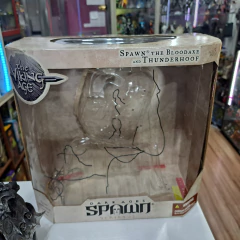 THE VIKING AGE
SPAWN THE BLOODAXE
AND THUNDERHOOF
DARK AGES
SPAWN